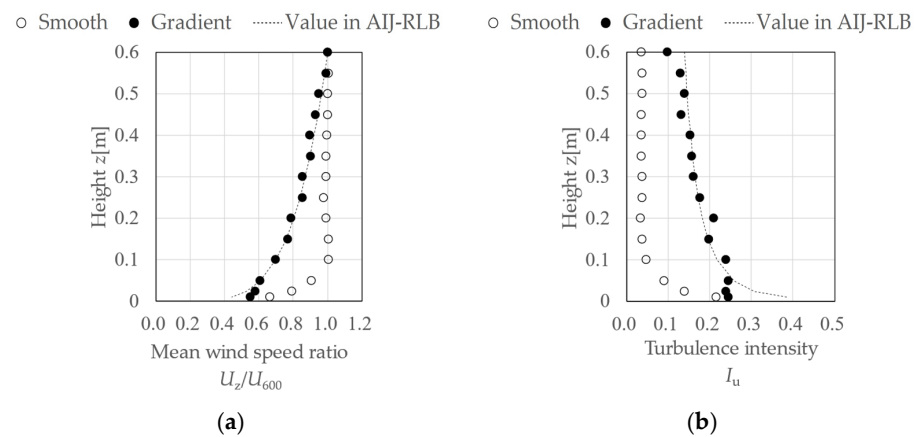 Smooth Gradient Value in AIJ-RLB
0.6
0.5
0.4
0.3
0.2
0.1
0
Height z[m]
0.0 0.2 0.4 0.6 0.8 1.0 1.2
Mean wind speed ratio
Uz/U600
(a)
Smooth Gradient Value in AIJ-RLB
0.6
0.5
0.4
0.3
0.2
0.1
0
Height z[m]
0.0 0.1 0.2 0.3 0.4 0.5
Turbulence intensity
Iu
(b)